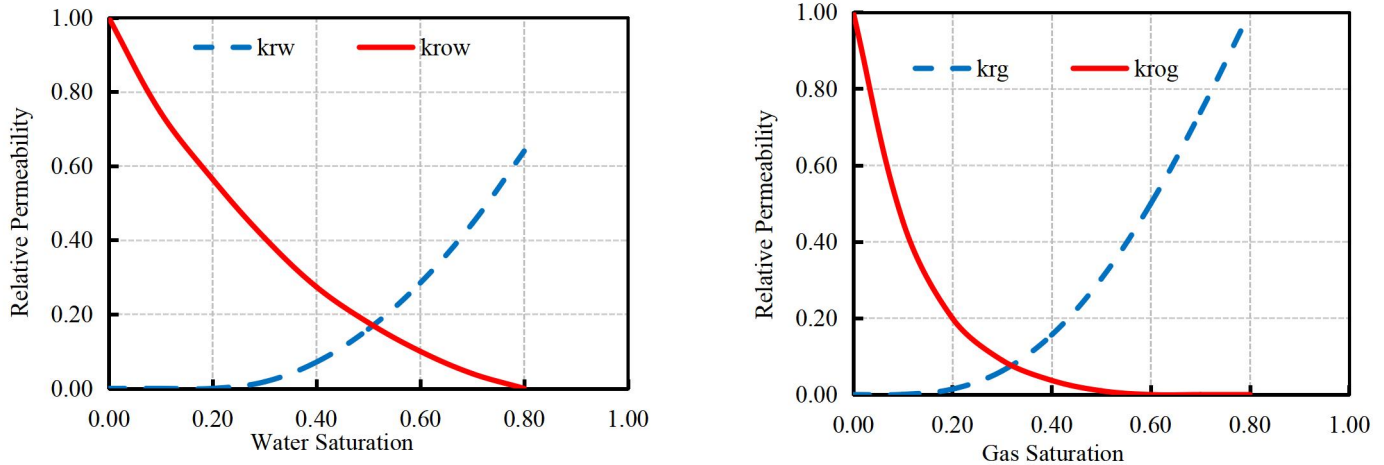 1.00
krw krow
0.80
0.60
0.40
0.20
0.00
0.00 0.20 0.40 0.60 0.80 1.00
Relative Permeability
Water Saturation
1.00
krg krog
0.80
0.60
0.40
0.20
0.00
0.00 0.20 0.40 0.60 0.80 1.00
Relative Permeability
Gas Saturation